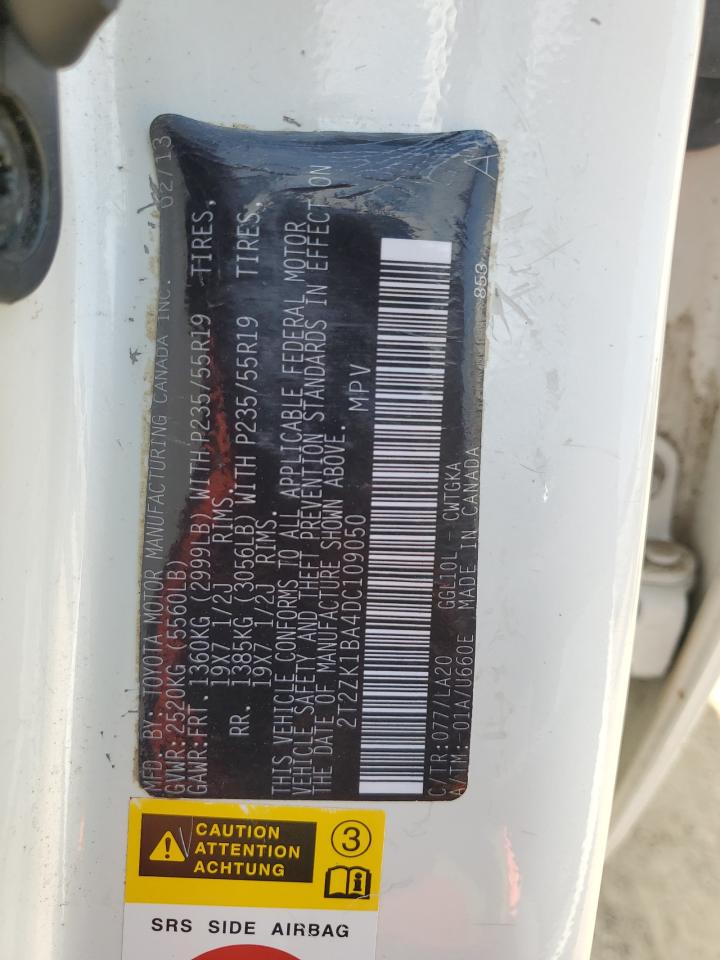 MFD. BY: TOYOTA MOTOR MANUFACTURING CANADA INC. 02/13
GVWR: 2520KG (5560LB)
GAWR:FRT. 1360KG (2999LB) WITH P235/55R19 TIRES,
19X7 1/2J RIMS,
RR. 1385KG (3056LB) WITH P235/55R19 TIRES,
19X7 1/2J RIMS.
THIS VEHICLE CONFORMS TO ALL APPLICABLE FEDERAL MOTOR
VEHICLE SAFETY AND THEFT PREVENTION STANDARDS IN EFFECT ON
THE DATE OF MANUFACTURE SHOWN ABOVE.
2T2ZK1BA4DC109050 MPV
C/TR:077/LA20 GGL10L - CWTGKA
A/TM:-01A/U660E MADE IN CANADA 853 A
CAUTION
ATTENTION
ACHTUNG
3
SRS SIDE AIRBAG